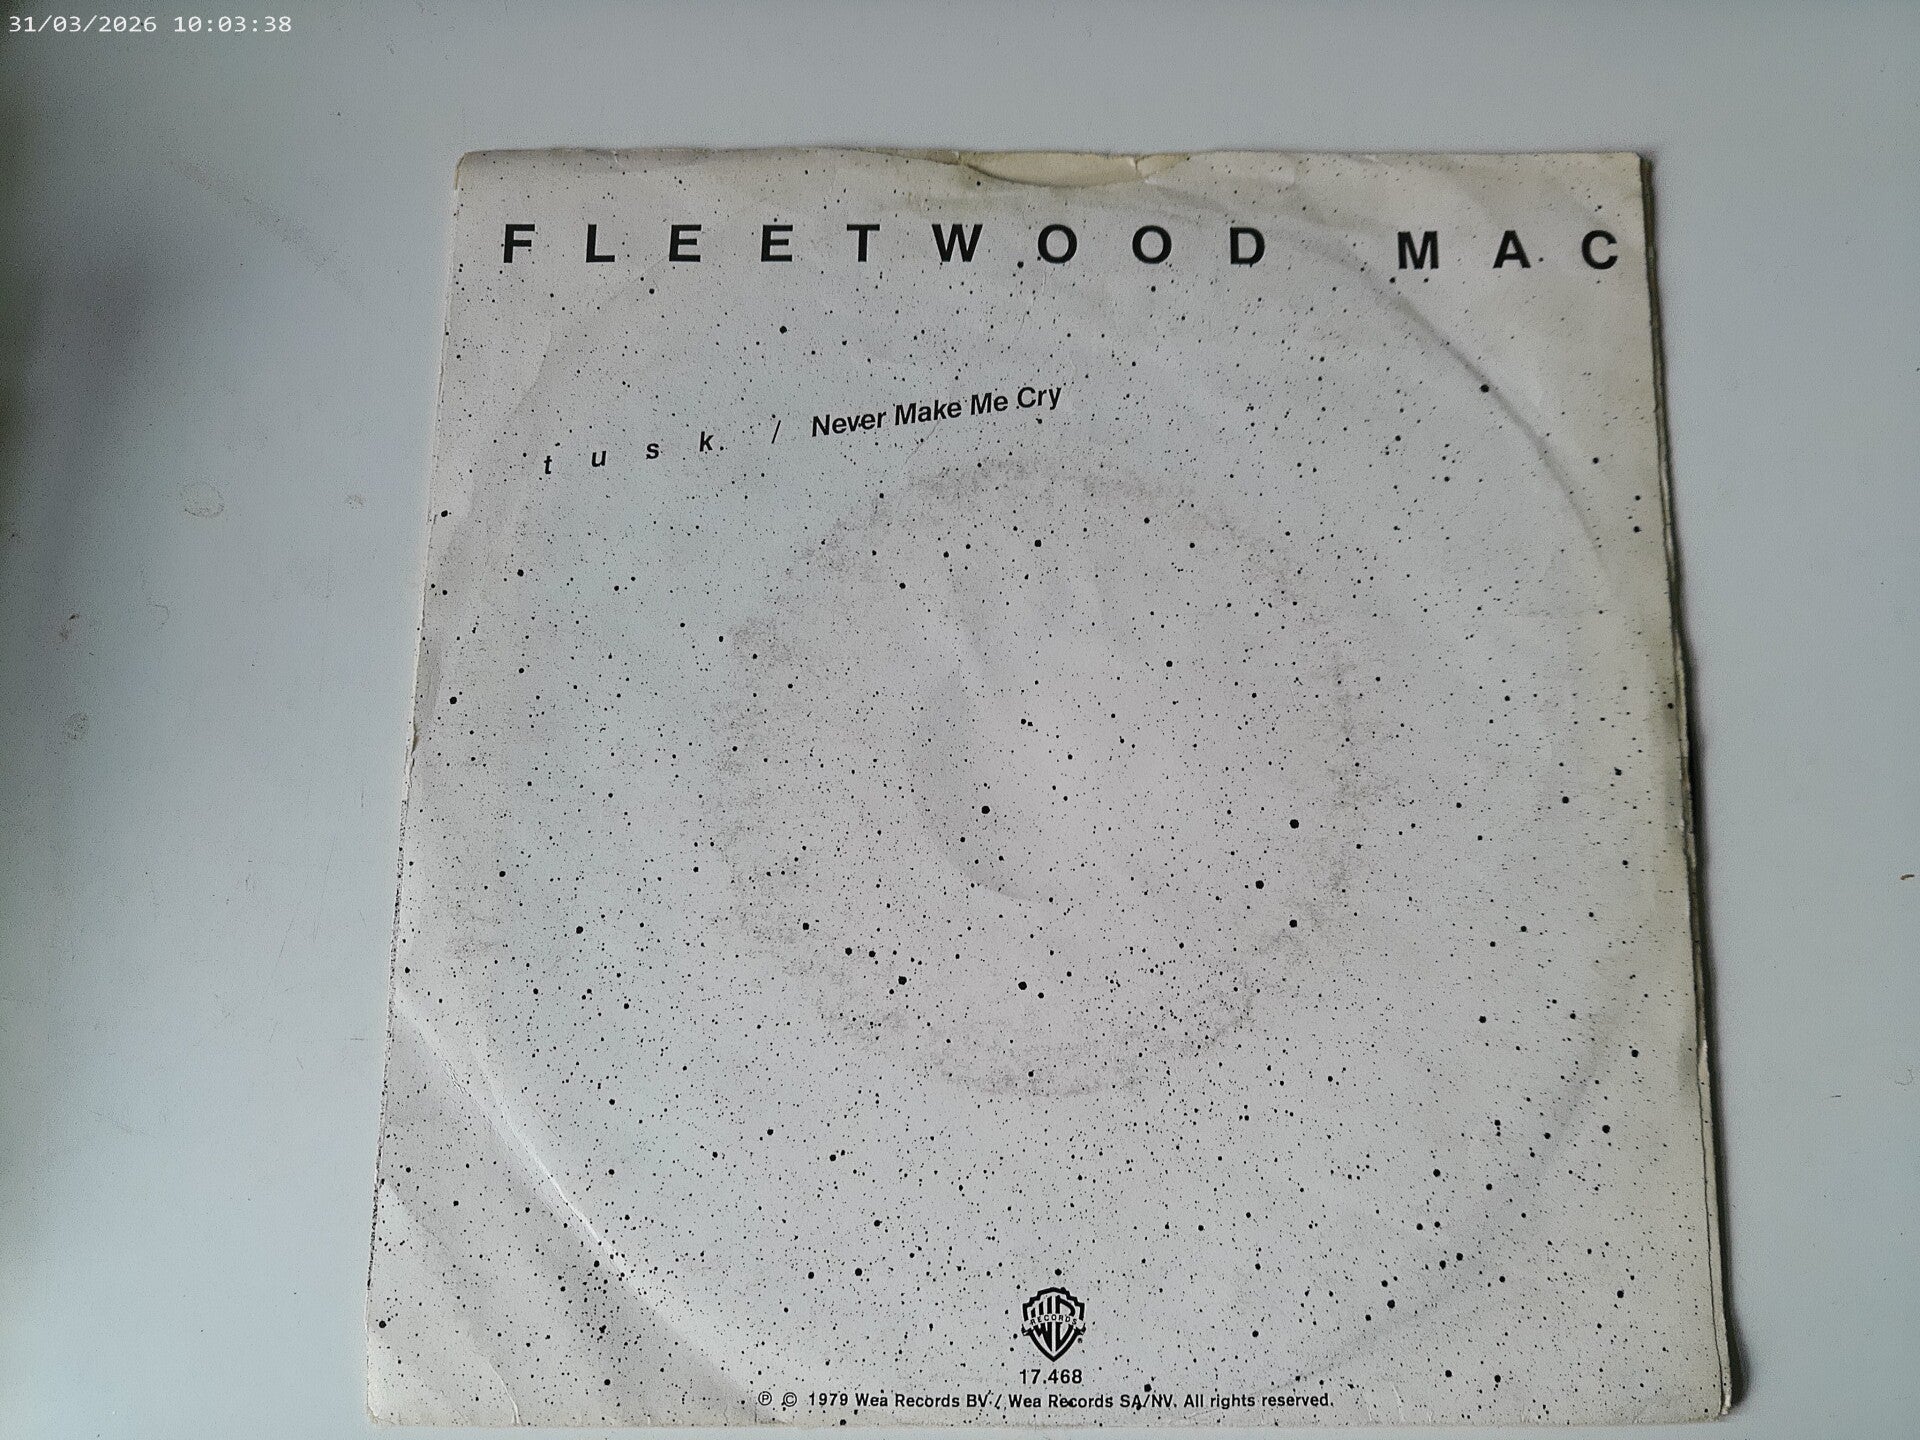 31/03/2026 10:03:38
FLEETWOOD MAC
tusk / Never Make Me Cry
RECORDS
17.468
℗ © 1979 Wea Records BV / Wea Records SA/NV. All rights reserved.